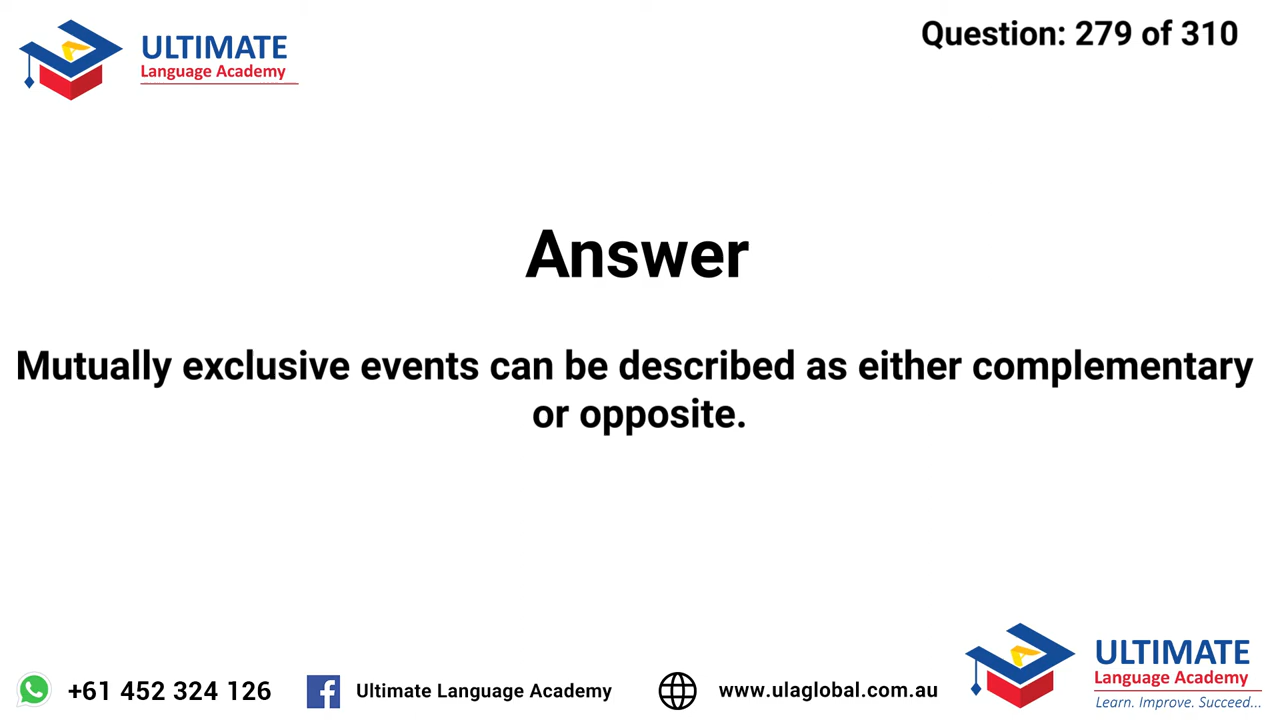 ULTIMATE
Language Academy
Question: 279 of 310
Answer
Mutually exclusive events can be described as either complementary
or opposite.
+61 452 324 126
Ultimate Language Academy
www.ulaglobal.com.au
ULTIMATE
Language Academy
Learn. Improve. Succeed...